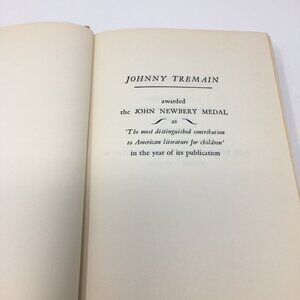 JOHNNY TREMAIN
awarded
the JOHN NEWBERY MEDAL
as
'The most distinguished contribution
to American literature for children'
in the year of its publication